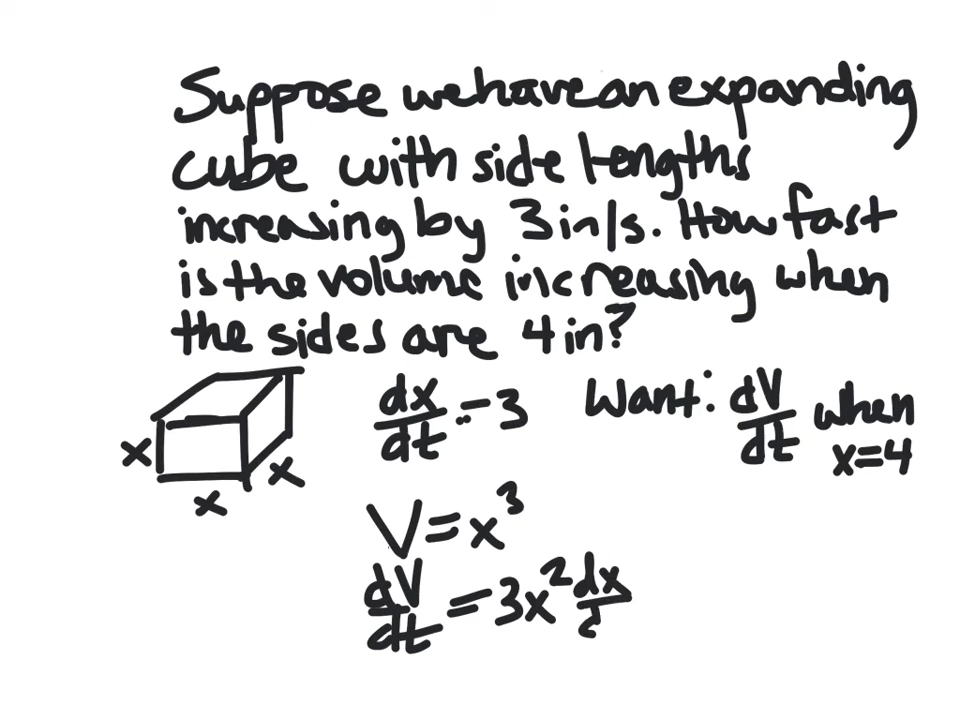 Suppose we have an expanding
cube with side lengths
increasing by 3 in/s. How fast
is the volume increasing when
the sides are 4 in?
dx/dt = 3 Want: dV/dt when x=4
x x x
V = x³
dV/dt = 3x² dx/